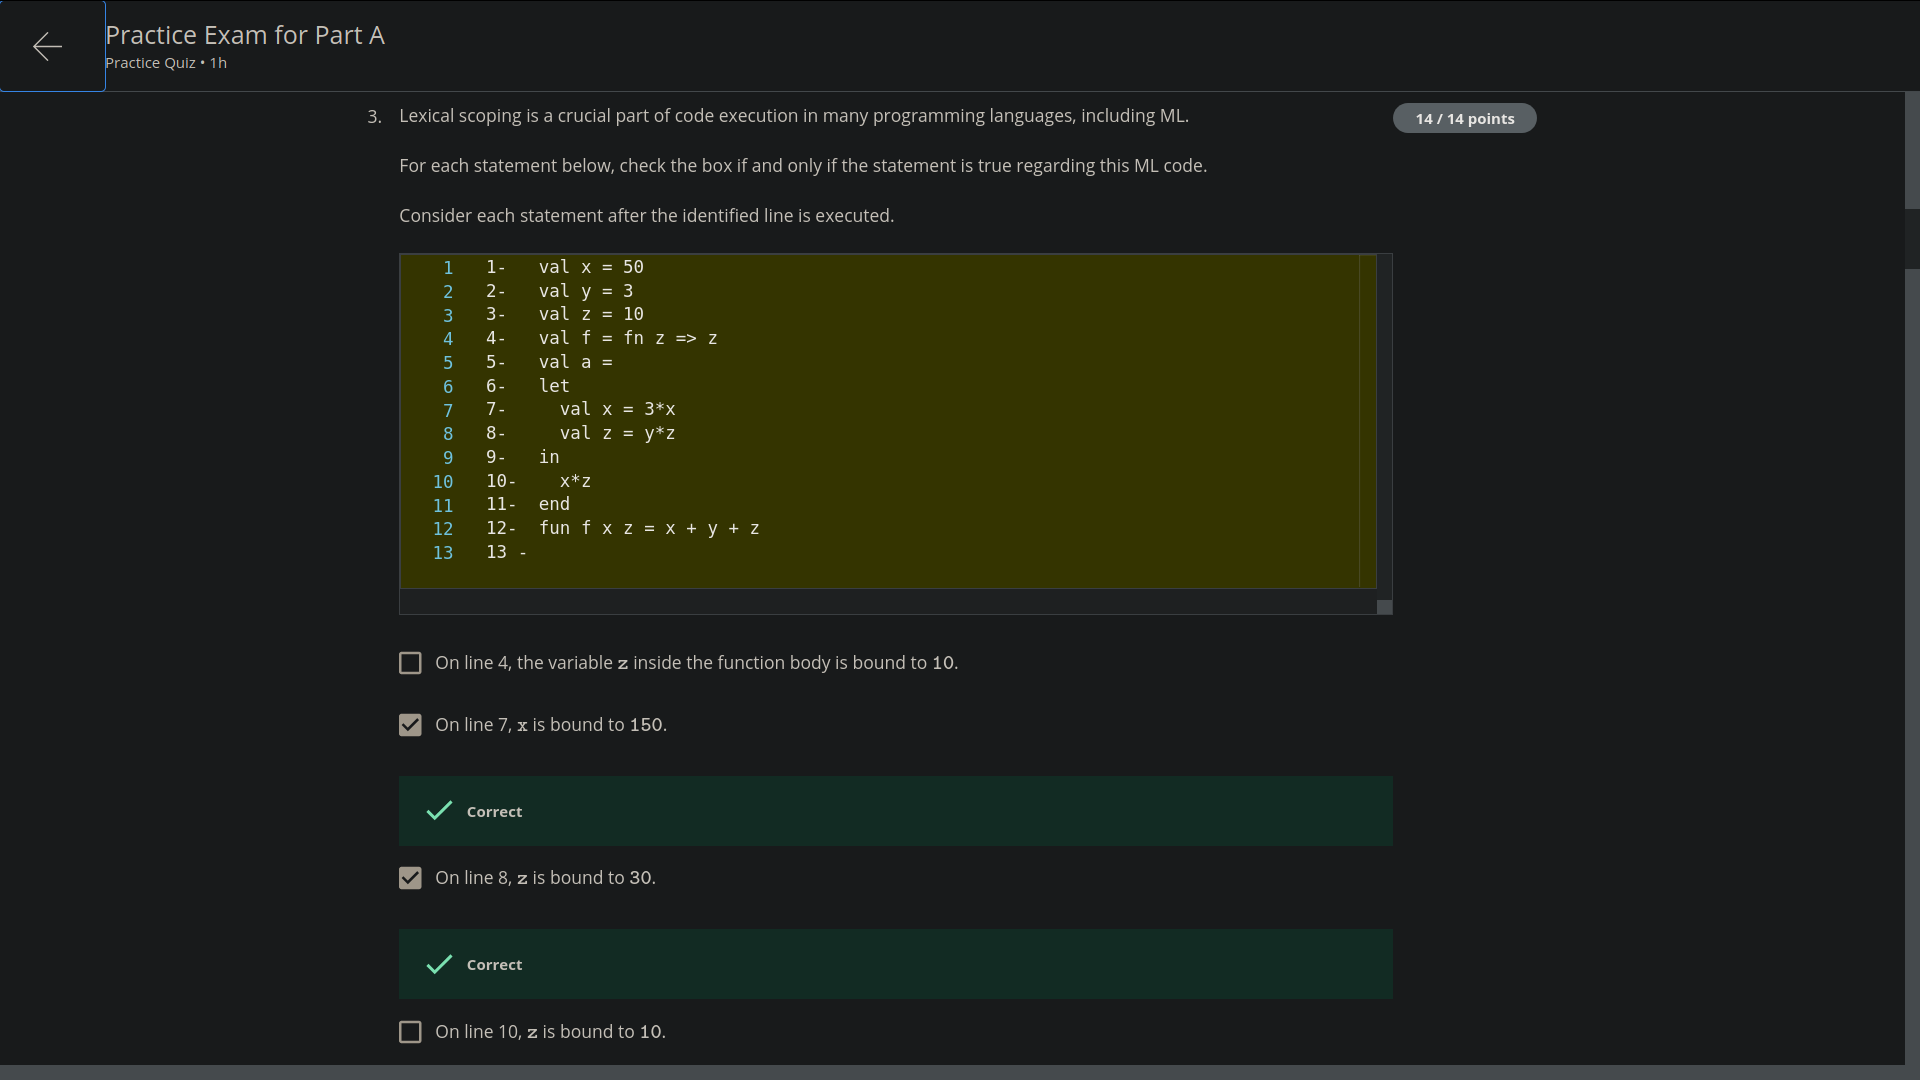 Practice Exam for Part A
Practice Quiz • 1h
3. Lexical scoping is a crucial part of code execution in many programming languages, including ML.
14 / 14 points
For each statement below, check the box if and only if the statement is true regarding this ML code.
Consider each statement after the identified line is executed.
1 1- val x = 50
2 2- val y = 3
3 3- val z = 10
4 4- val f = fn z => z
5 5- val a =
6 6- let
7 7- val x = 3*x
8 8- val z = y*z
9 9- in
10 10- x*z
11 11- end
12 12- fun f x z = x + y + z
13 13 -
On line 4, the variable z inside the function body is bound to 10.
On line 7, x is bound to 150.
Correct
On line 8, z is bound to 30.
Correct
On line 10, z is bound to 10.